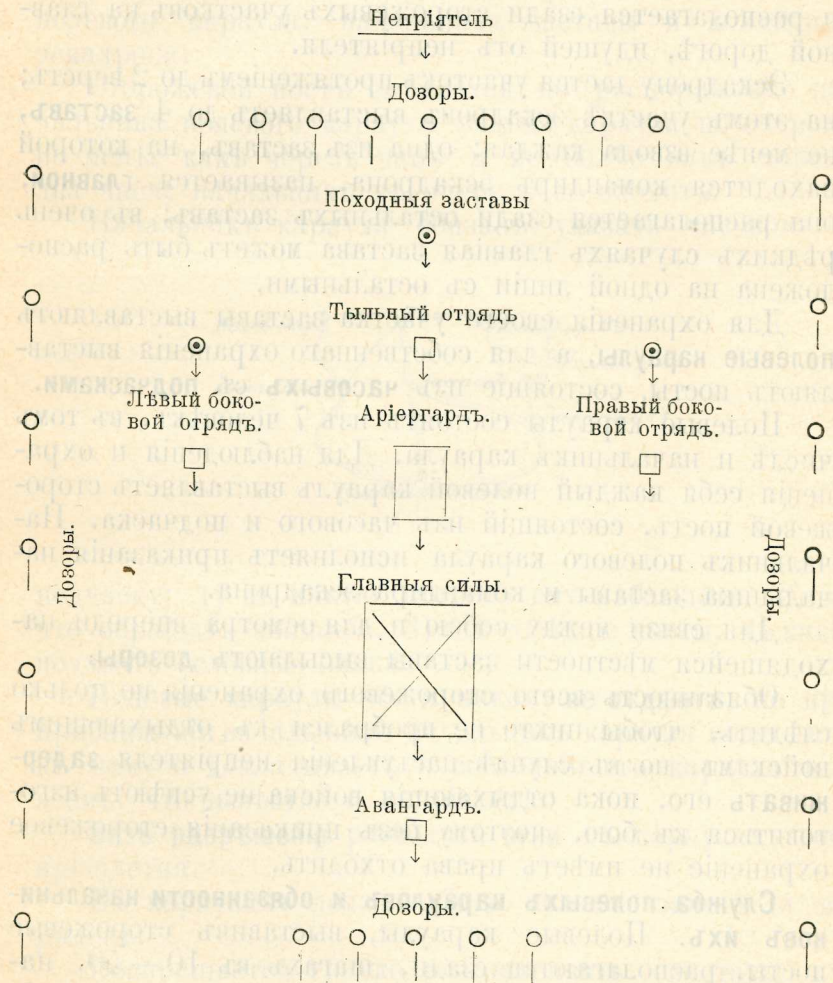 Непріятель
Дозоры.
Походныя заставы
Тыльный отрядъ
Лѣвый боко-
вой отрядъ.
Аріергардъ.
Правый боко-
вой отрядъ.
Дозоры.
Главныя силы.
Дозоры.
Авангардъ.
Дозоры.